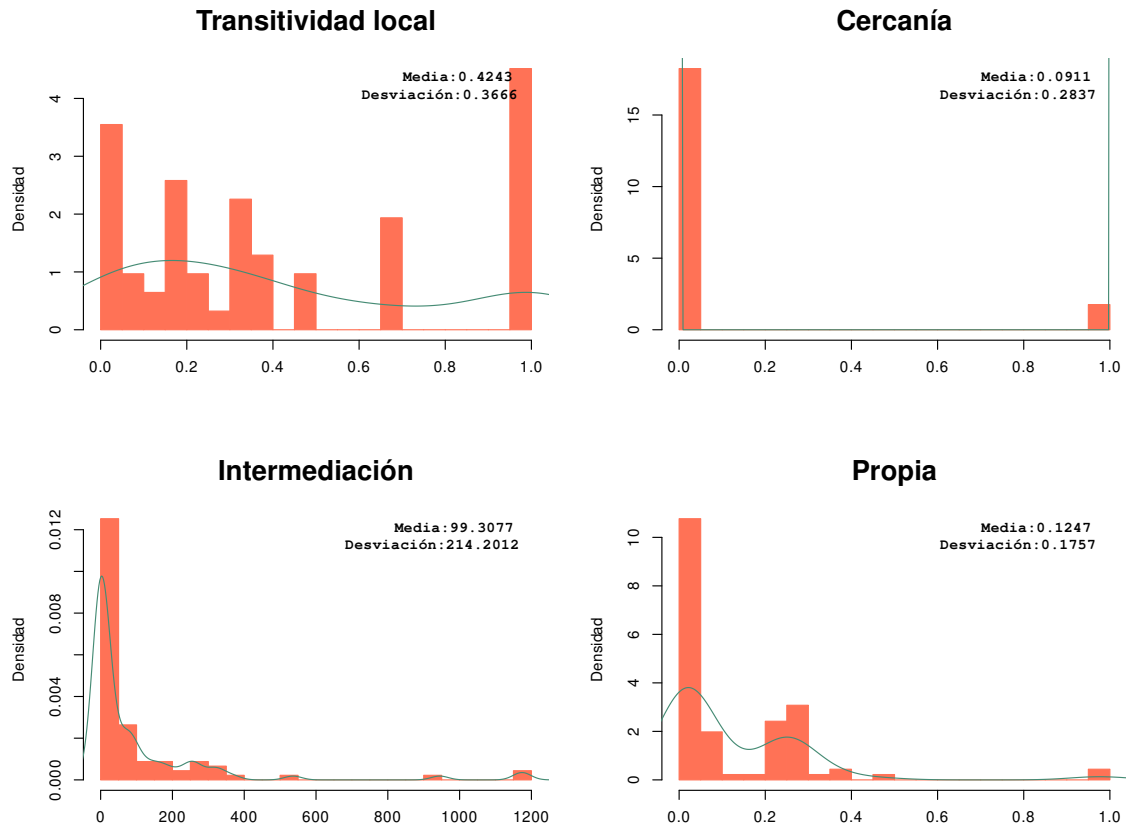 Transitividad local
Media:0.4243
Desviación:0.3666
Densidad
0
1
2
3
4
0.0 0.2 0.4 0.6 0.8 1.0
Cercanía
Media:0.0911
Desviación:0.2837
Densidad
0
5
10
15
0.0 0.2 0.4 0.6 0.8 1.0
Intermediación
Media:99.3077
Desviación:214.2012
Densidad
0.000
0.004
0.008
0.012
0 200 400 600 800 1000 1200
Propia
Media:0.1247
Desviación:0.1757
Densidad
0
2
4
6
8
10
0.0 0.2 0.4 0.6 0.8 1.0